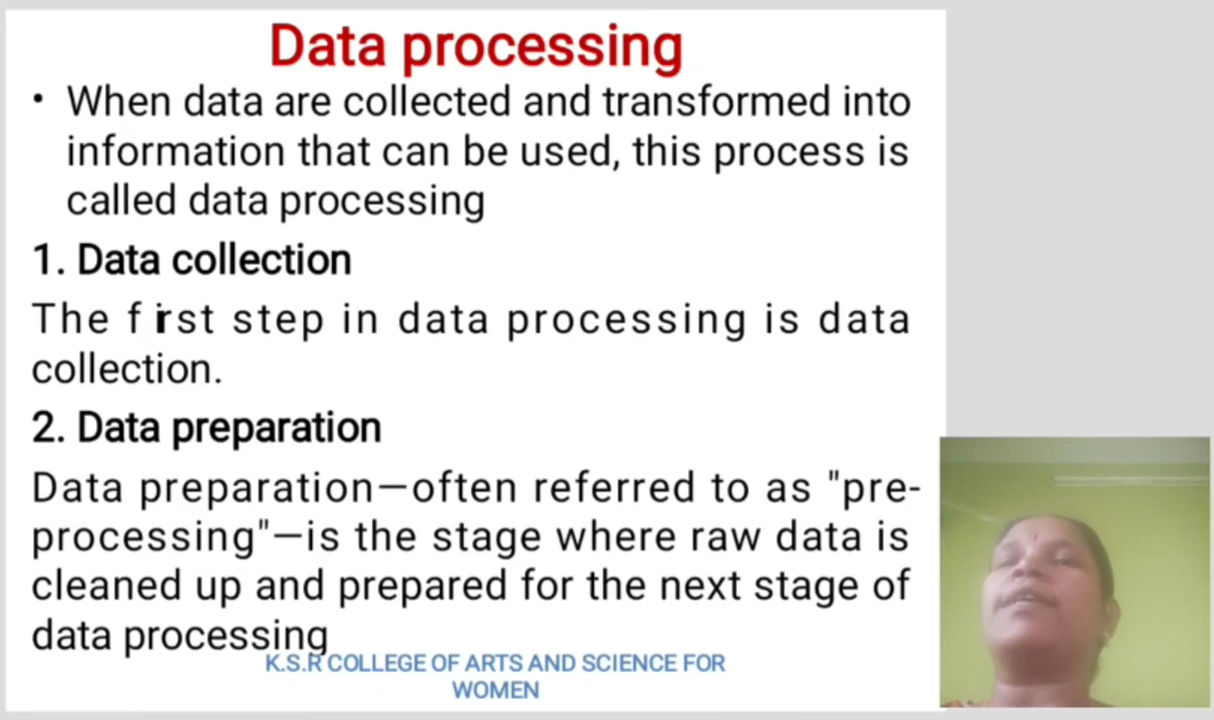 Data processing
• When data are collected and transformed into
information that can be used, this process is
called data processing
1. Data collection
The first step in data processing is data
collection.
2. Data preparation
Data preparation—often referred to as "pre-
processing"—is the stage where raw data is
cleaned up and prepared for the next stage of
data processing
K.S.R COLLEGE OF ARTS AND SCIENCE FOR
WOMEN